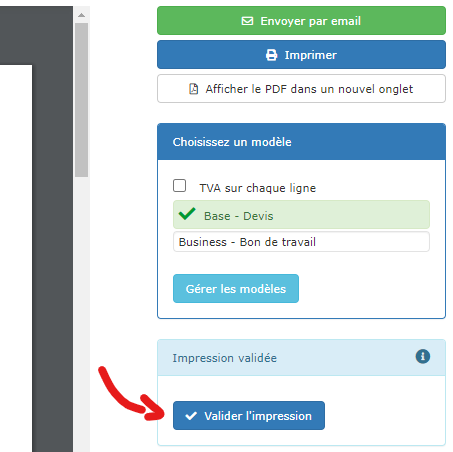 Envoyer par email
Imprimer
Afficher le PDF dans un nouvel onglet
Choisissez un modèle
TVA sur chaque ligne
Base - Devis
Business - Bon de travail
Gérer les modèles
Impression validée
Valider l'impression